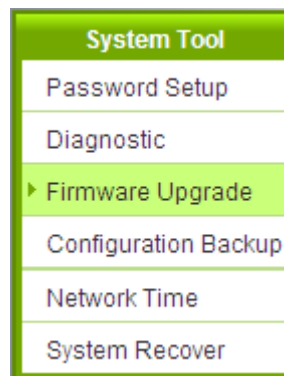 System Tool
Password Setup
Diagnostic
Firmware Upgrade
Configuration Backup
Network Time
System Recover